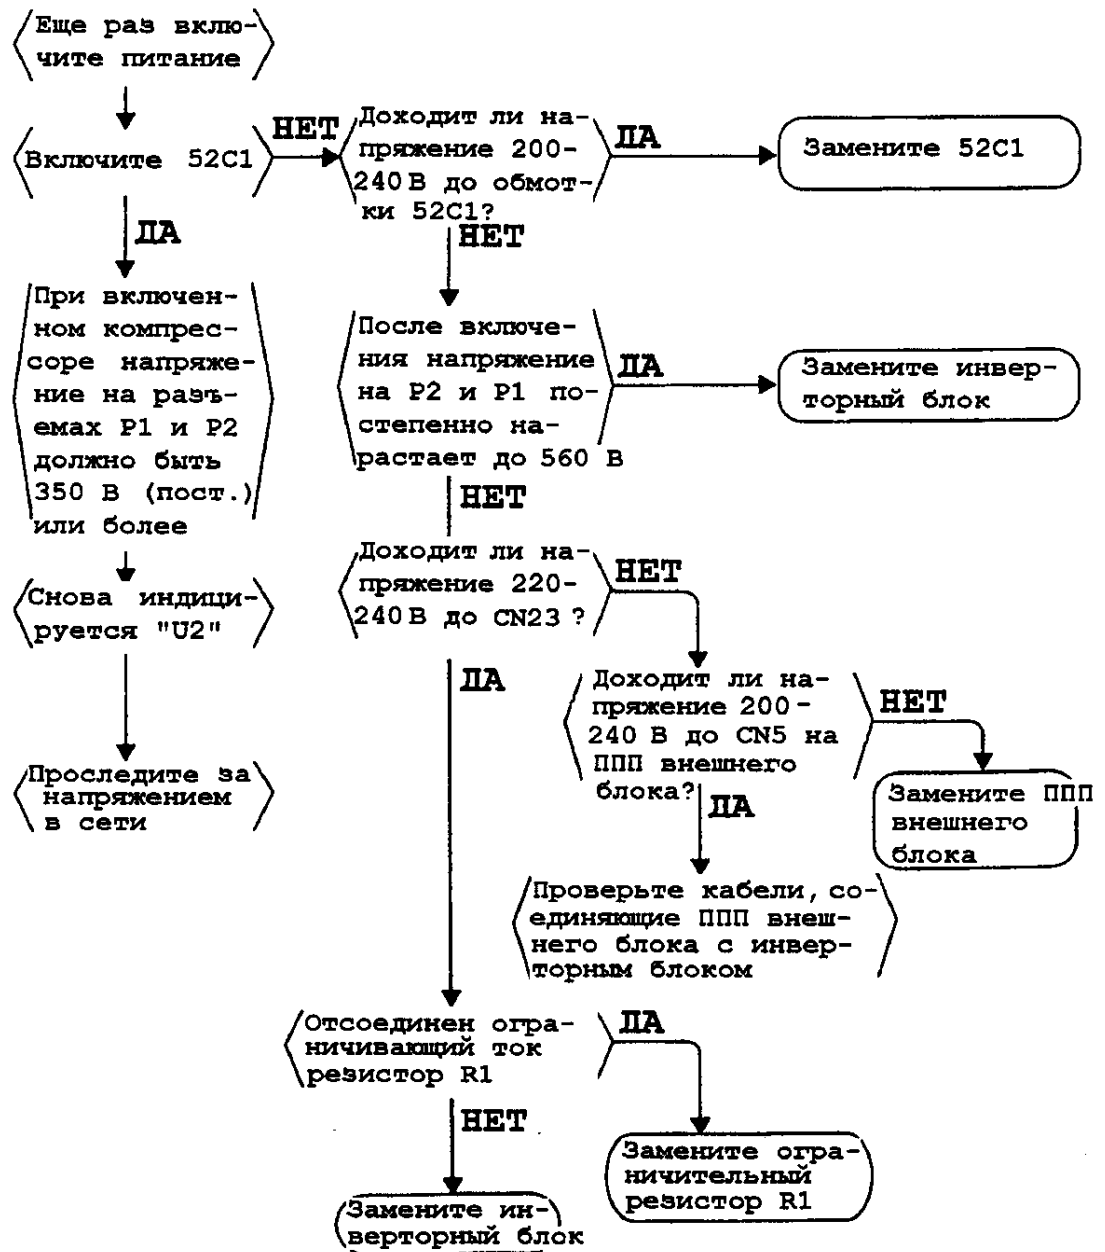 Еще раз вклю-
чите питание
Включите 52C1
НЕТ
Доходит ли на-
пряжение 200-
240 В до обмот-
ки 52C1?
ДА
Замените 52C1
ДА
При включен-
ном компрес-
соре напряже-
ние на разъ-
емах P1 и P2
должно быть
350 В (пост.)
или более
Снова индици-
руется "U2"
Проследите за
напряжением
в сети
НЕТ
После включе-
ния напряжение
на P2 и P1 по-
степенно на-
растает до 560 В
ДА
Замените инвер-
торный блок
НЕТ
Доходит ли на-
пряжение 220-
240 В до CN23 ?
НЕТ
Доходит ли на-
пряжение 200-
240 В до CN5 на
ППП внешнего
блока?
НЕТ
Замените ППП
внешнего
блока
ДА
Проверьте кабели, со-
единяющие ППП внеш-
него блока с инвер-
торным блоком
ДА
Отсоединен огра-
ничивающий ток
резистор R1
ДА
Замените огра-
ничительный
резистор R1
НЕТ
Замените ин-
верторный блок